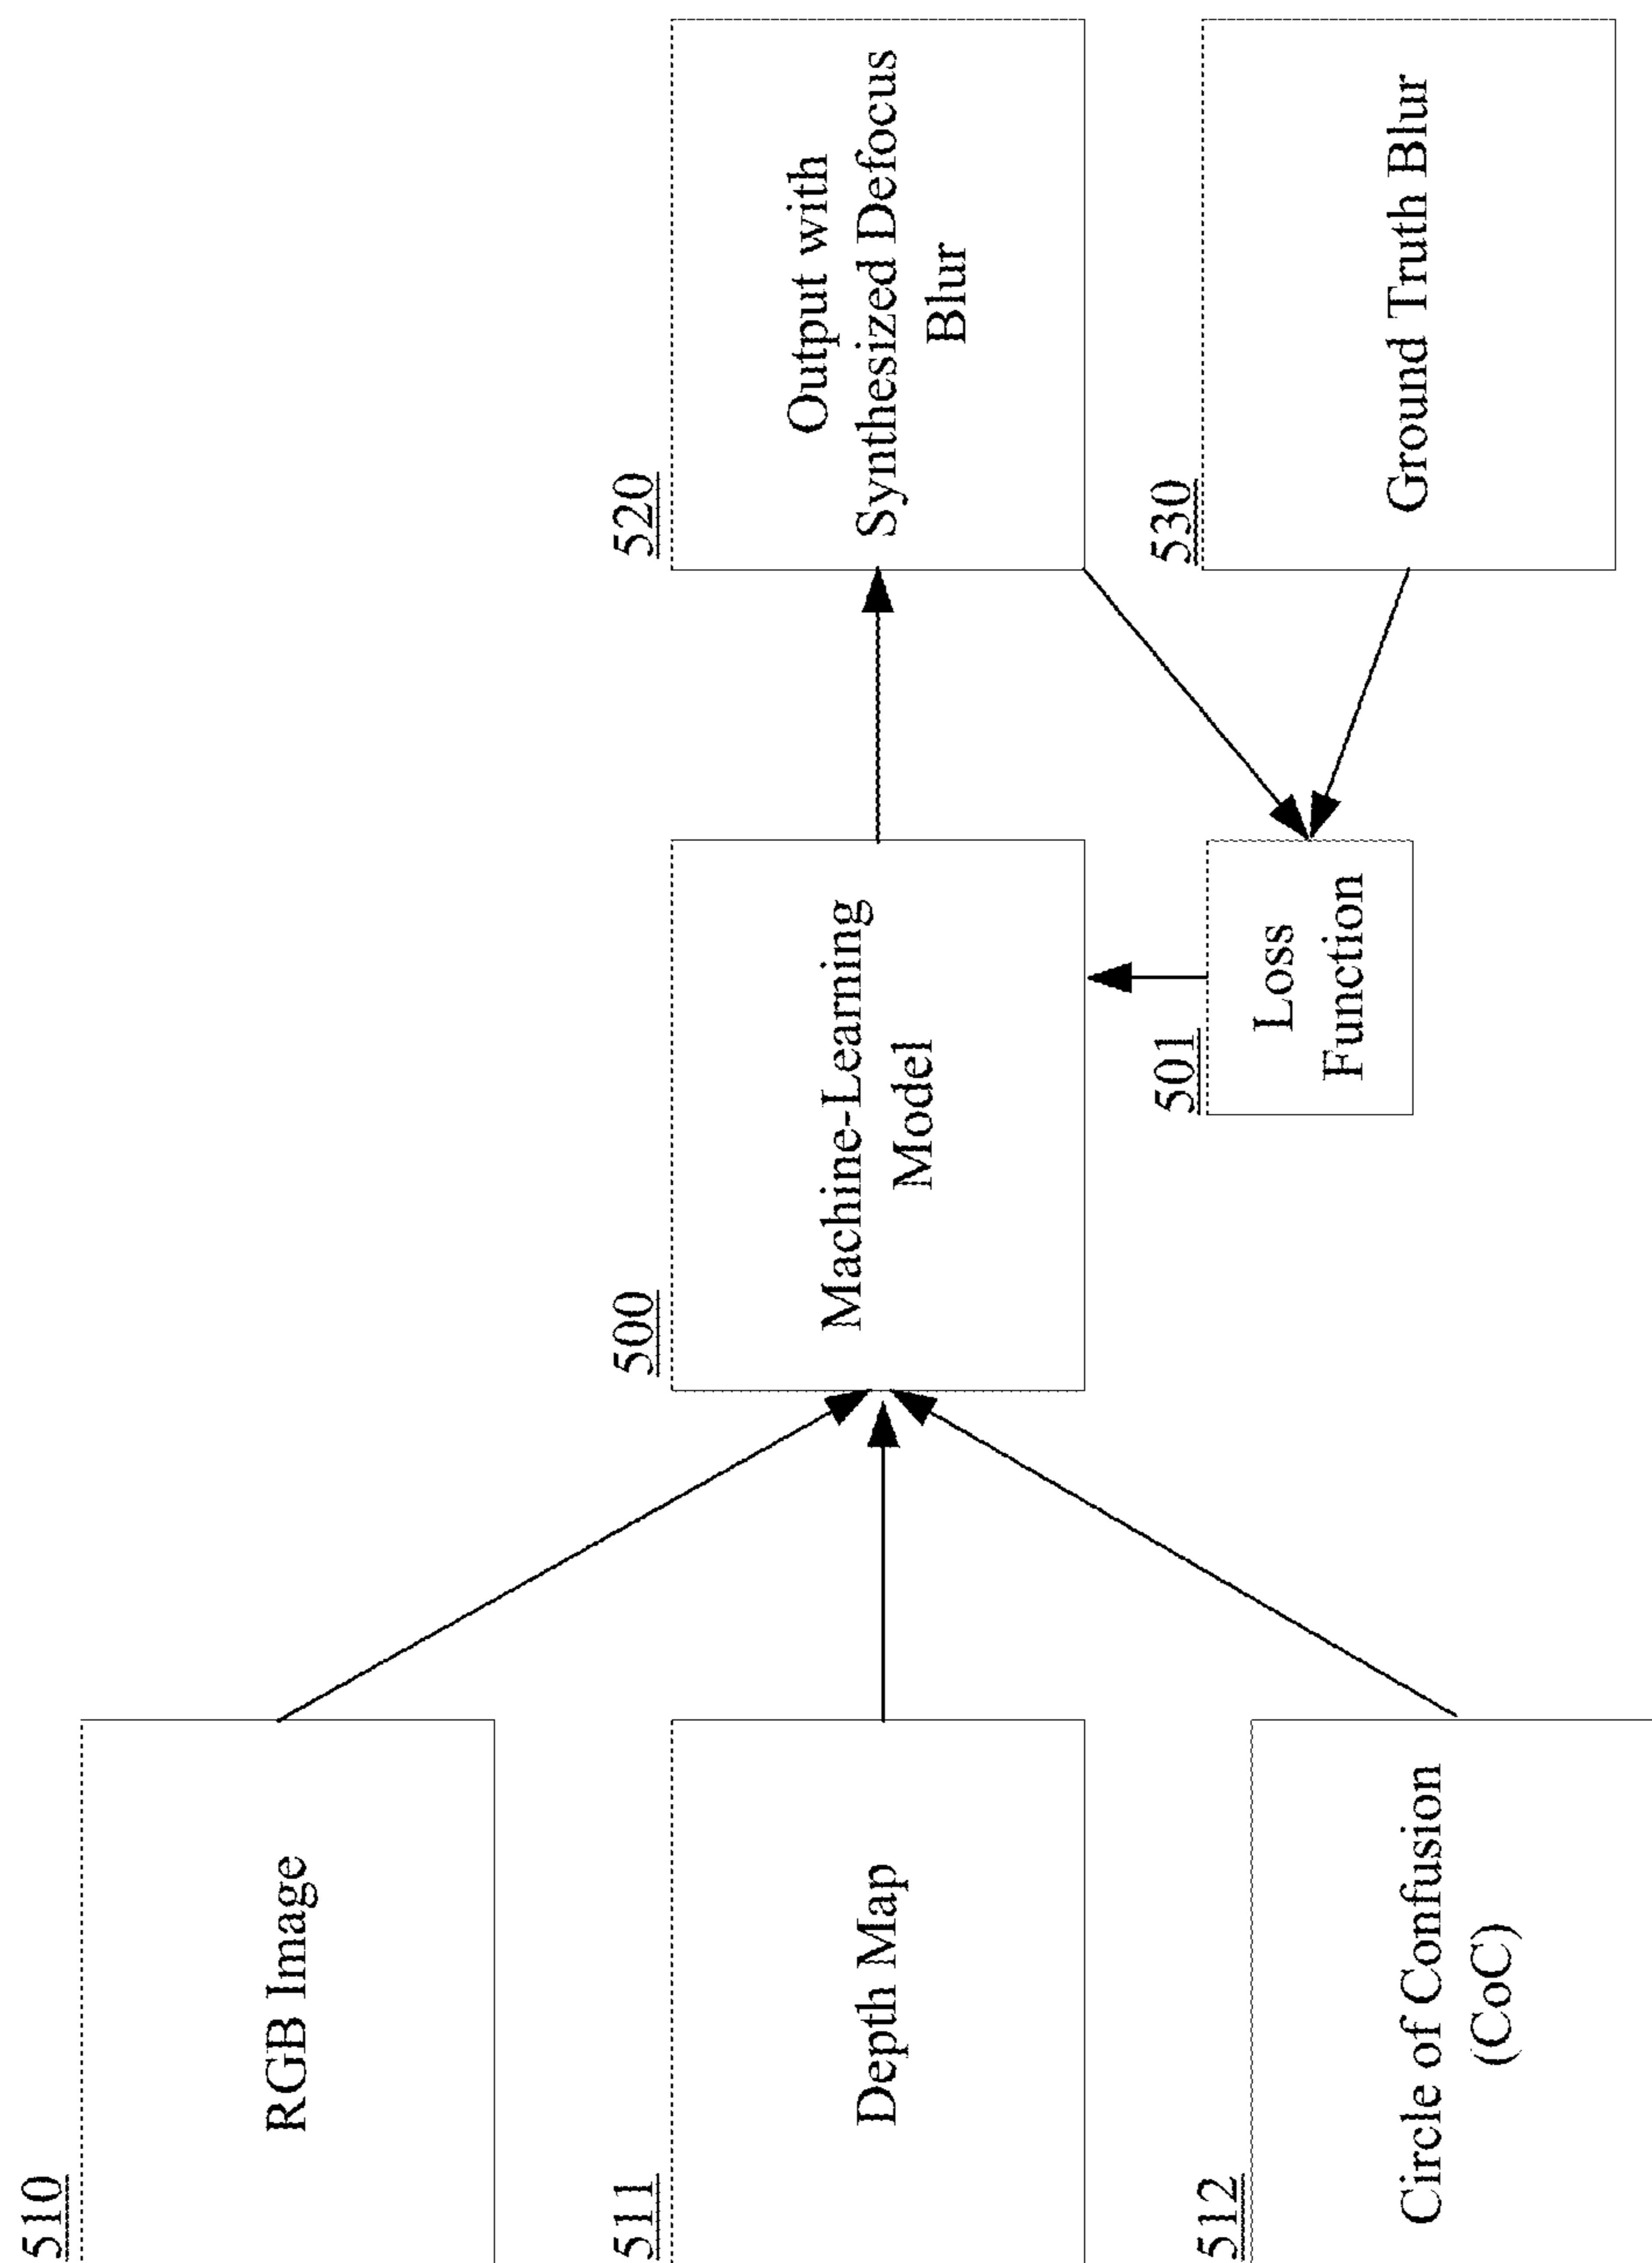 510
RGB Image
511
Depth Map
512
Circle of Confusion
(CoC)
500
Machine-Learning
Model
501
Loss
Function
520
Output with
Synthesized Defocus
Blur
530
Ground Truth Blur